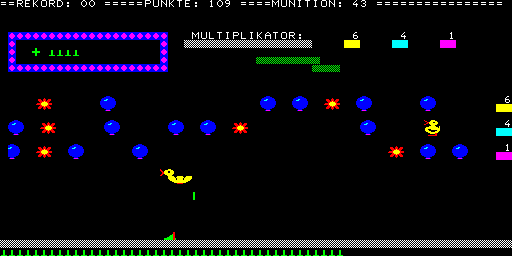 ==REKORD: 00 =====PUNKTE: 109 ====MUNITION: 43 ===
MULTIPLIKATOR: 6 4 1
6
4
1